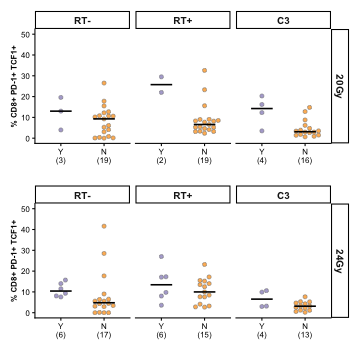 RT- RT+ C3
% CD8+ PD-1+ TCF1+
50
40
30
20
10
0
20Gy
Y N Y N Y N
(3) (19) (2) (19) (4) (16)
RT- RT+ C3
% CD8+ PD-1+ TCF1+
50
40
30
20
10
0
24Gy
Y N Y N Y N
(6) (17) (6) (15) (4) (13)